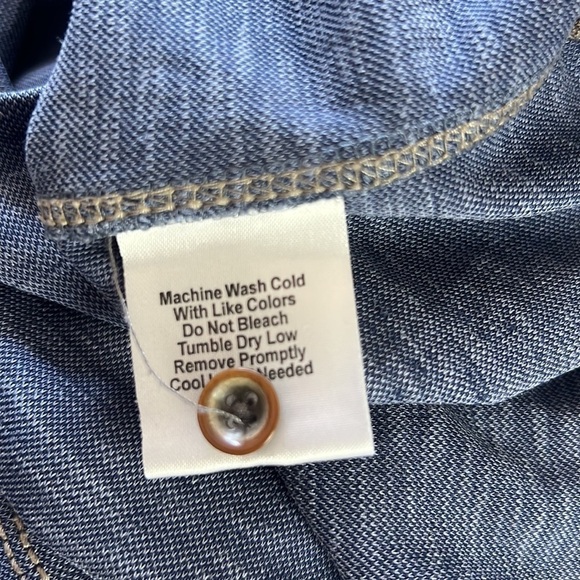 Machine Wash Cold
With Like Colors
Do Not Bleach
Tumble Dry Low
Remove Promptly
Cool Needed